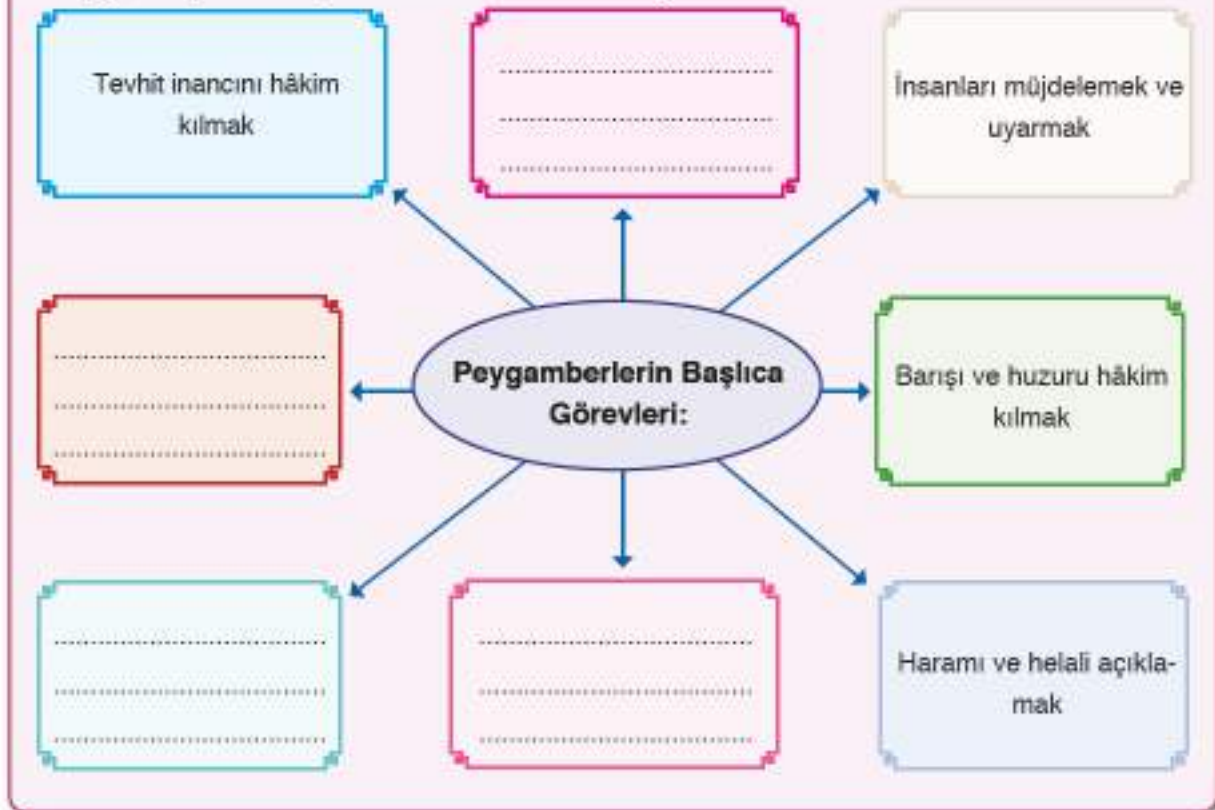 Tevhit inancını hâkim
kılmak
İnsanları müjdelemek ve
uyarmak
Peygamberlerin Başlıca
Görevleri:
Barışı ve huzuru hâkim
kılmak
Haramı ve helali açıkla-
mak